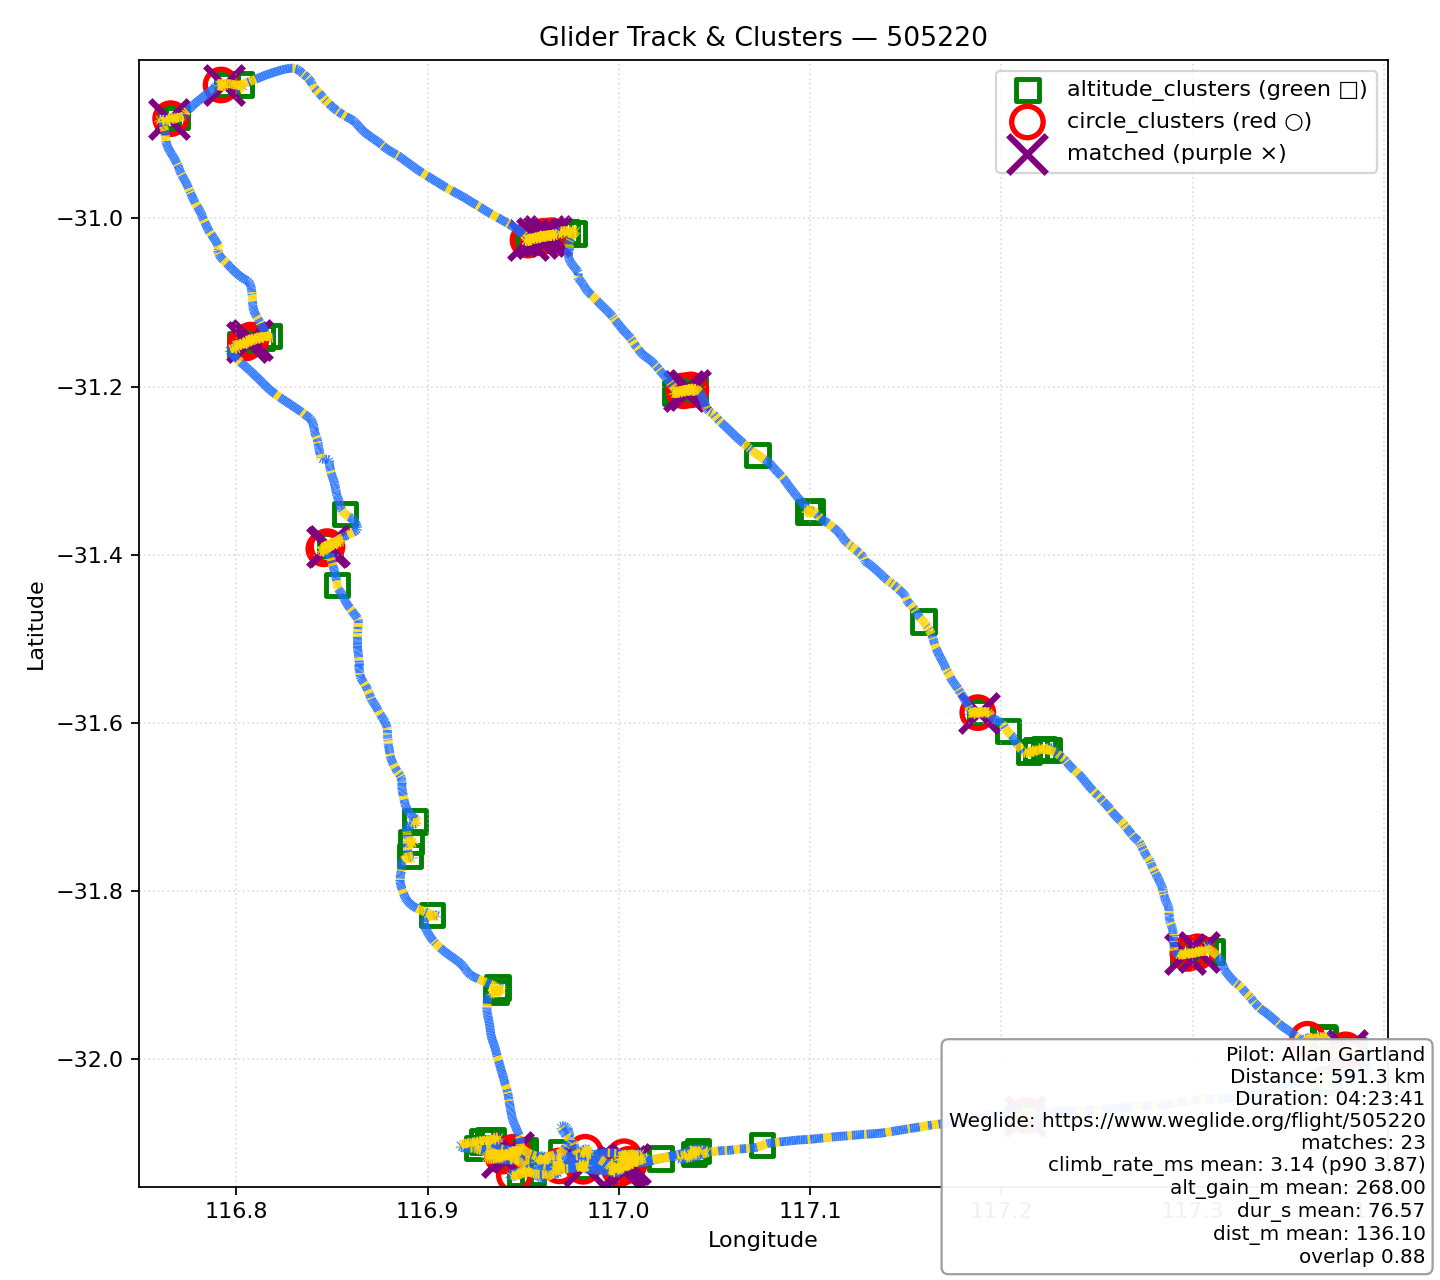 Glider Track & Clusters — 505220
altitude_clusters (green □)
circle_clusters (red ○)
matched (purple ×)
−31.0
−31.2
−31.4
−31.6
−31.8
−32.0
Latitude
116.8
116.9
117.0
117.1
117.2
117.3
Longitude
Pilot: Allan Gartland
Distance: 591.3 km
Duration: 04:23:41
Weglide: https://www.weglide.org/flight/505220
matches: 23
climb_rate_ms mean: 3.14 (p90 3.87)
alt_gain_m mean: 268.00
dur_s mean: 76.57
dist_m mean: 136.10
overlap 0.88